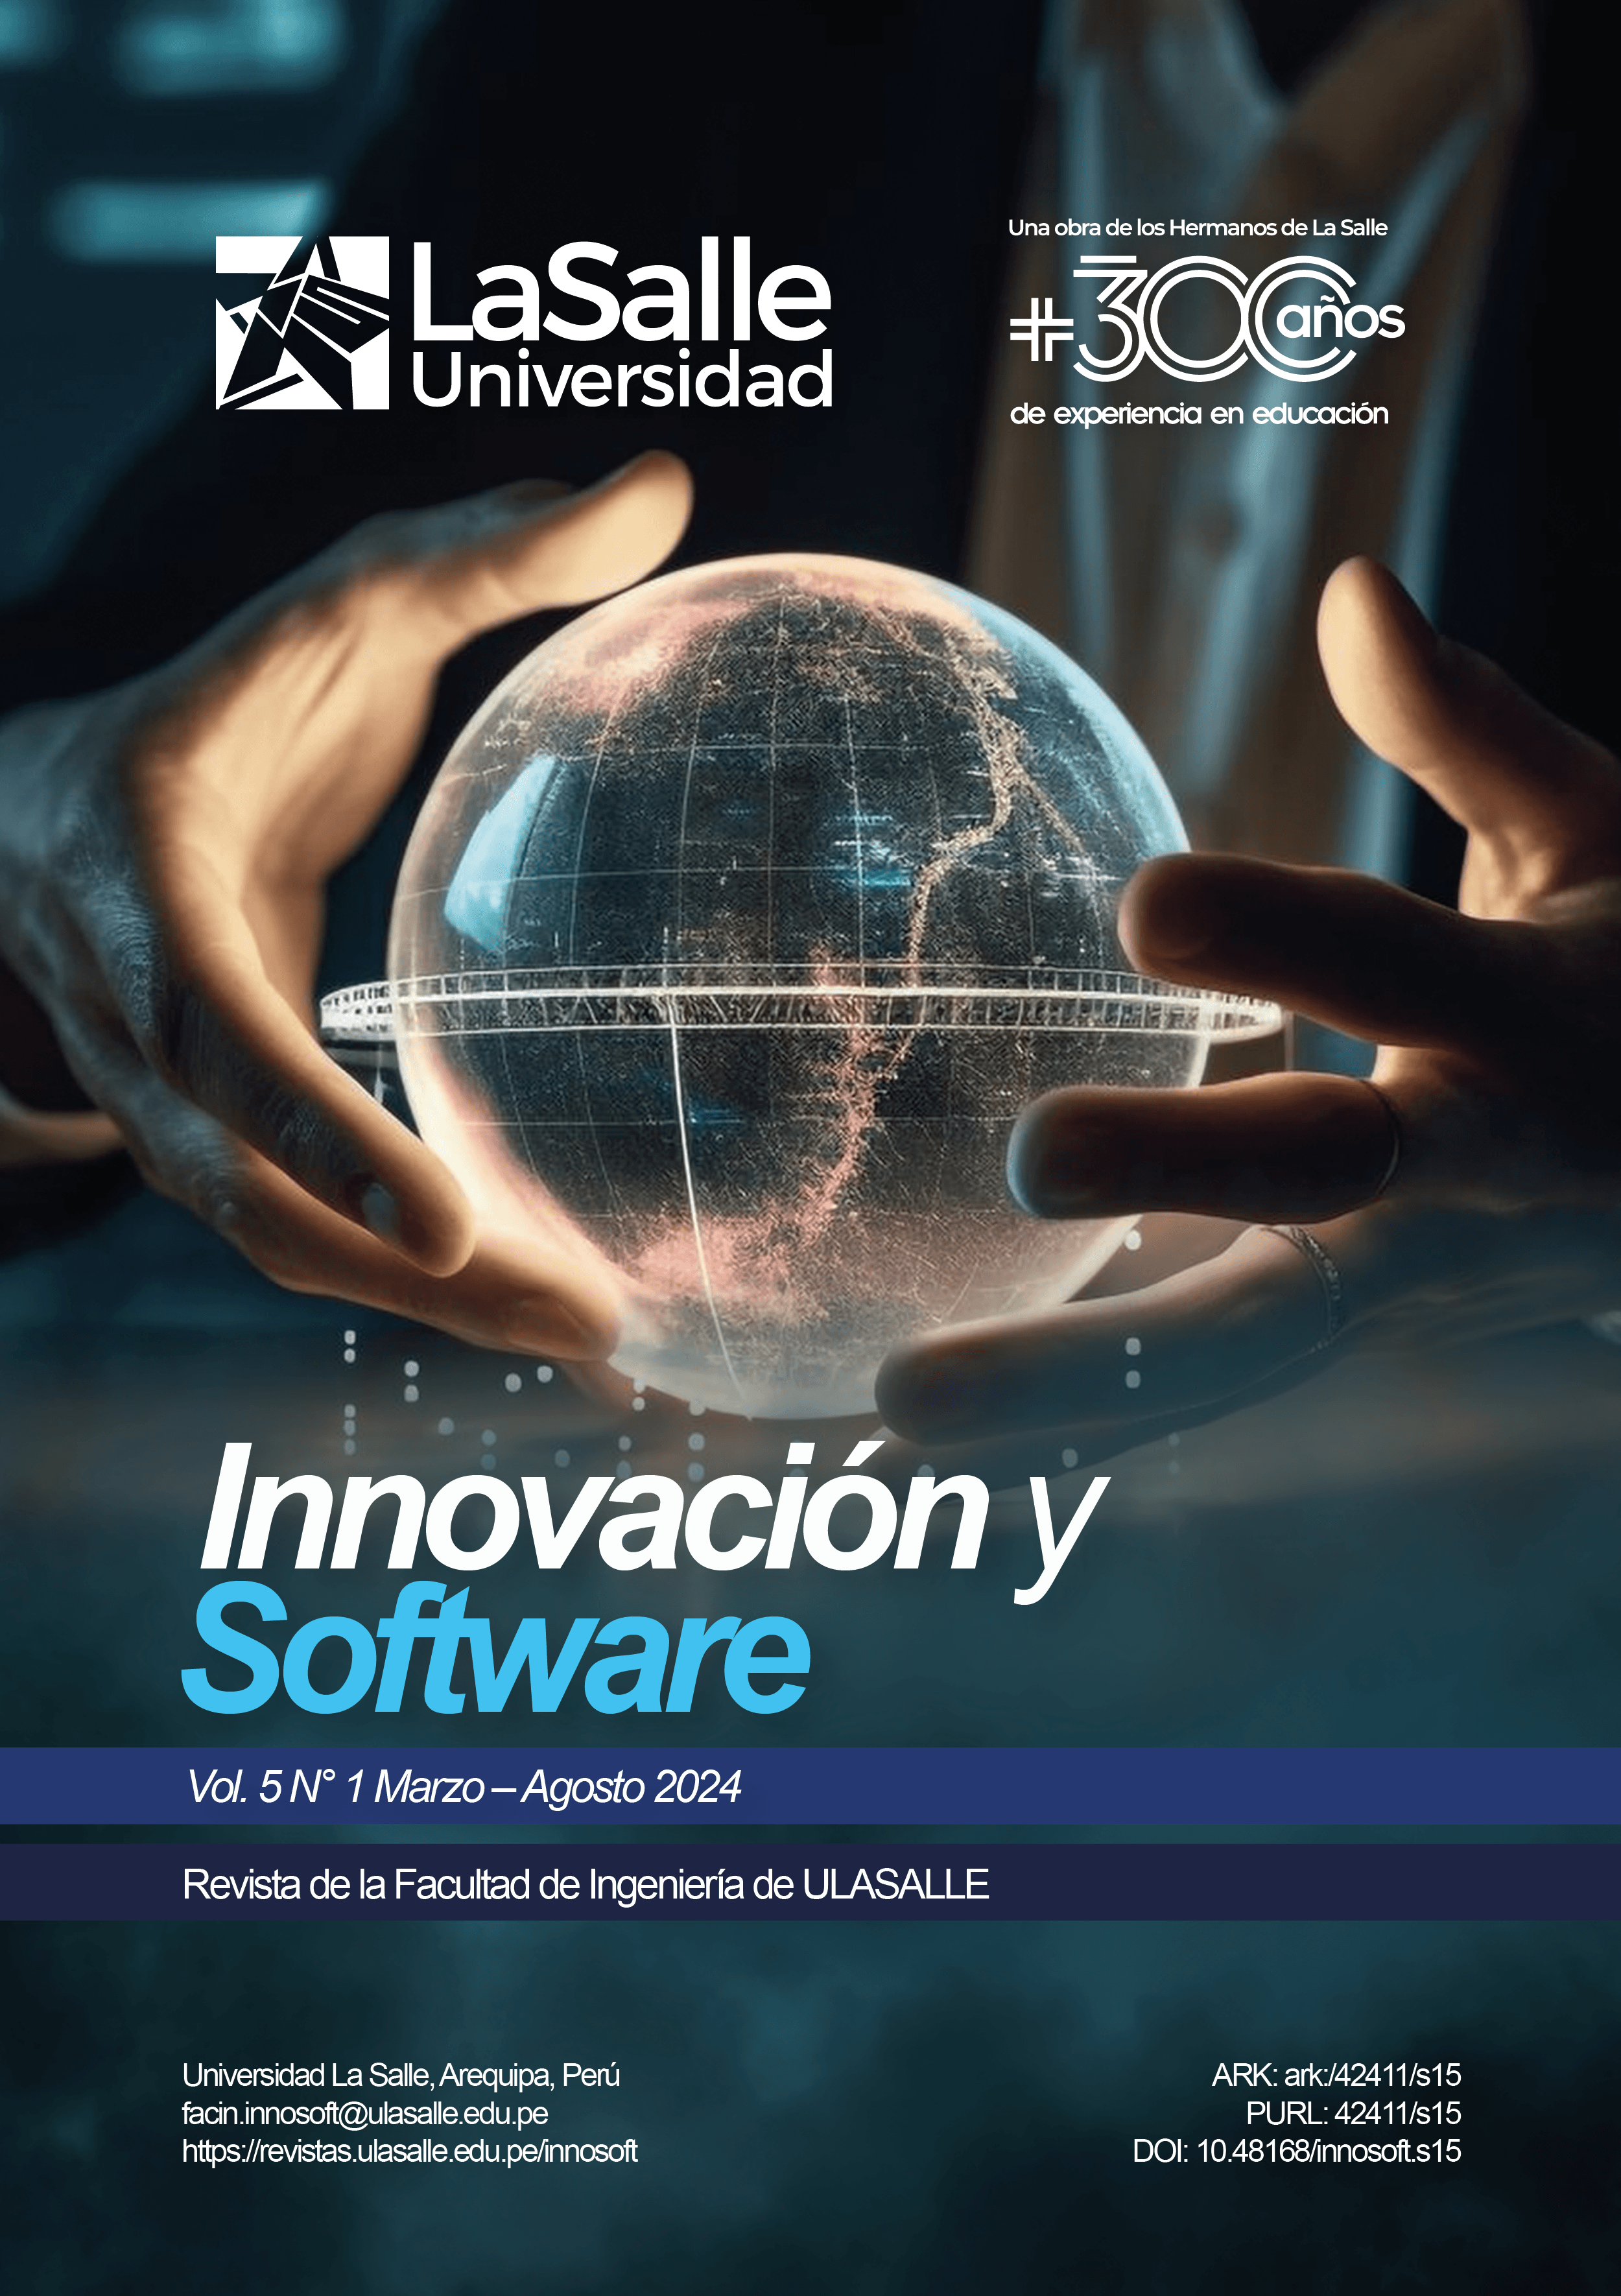 LaSalle
Universidad
Una obra de los Hermanos de La Salle
+300 años
de experiencia en educación
Innovación y
Software
Vol. 5 N° 1 Marzo – Agosto 2024
Revista de la Facultad de Ingeniería de ULASALLE
Universidad La Salle, Arequipa, Perú
facin.innosoft@ulasalle.edu.pe
https://revistas.ulasalle.edu.pe/innosoft
ARK: ark:/42411/s15
PURL: 42411/s15
DOI: 10.48168/innosoft.s15